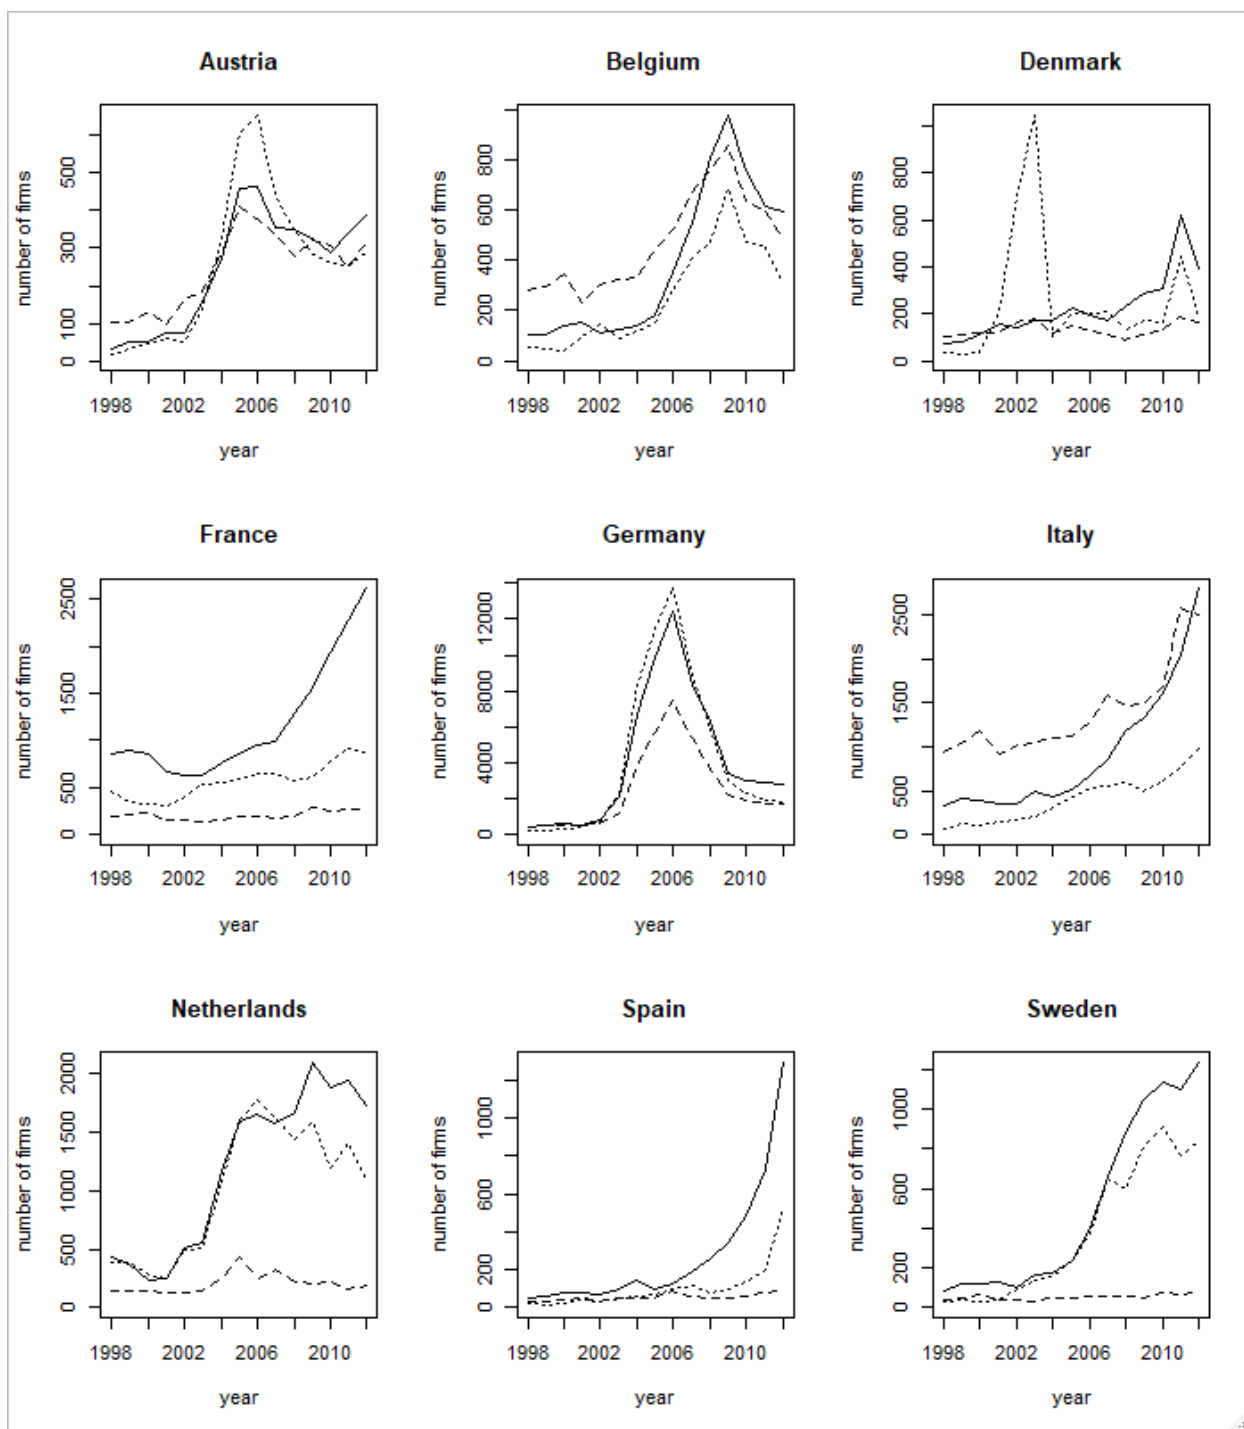 Austria
Belgium
Denmark
number of firms
0 100 300 500
1998 2002 2006 2010
year
number of firms
0 200 400 600 800
1998 2002 2006 2010
year
number of firms
0 200 400 600 800
1998 2002 2006 2010
year
France
Germany
Italy
number of firms
0 500 1500 2500
1998 2002 2006 2010
year
number of firms
0 4000 8000 12000
1998 2002 2006 2010
year
number of firms
0 500 1500 2500
1998 2002 2006 2010
year
Netherlands
Spain
Sweden
number of firms
0 500 1000 1500 2000
1998 2002 2006 2010
year
number of firms
0 200 600 1000
1998 2002 2006 2010
year
number of firms
0 200 600 1000
1998 2002 2006 2010
year